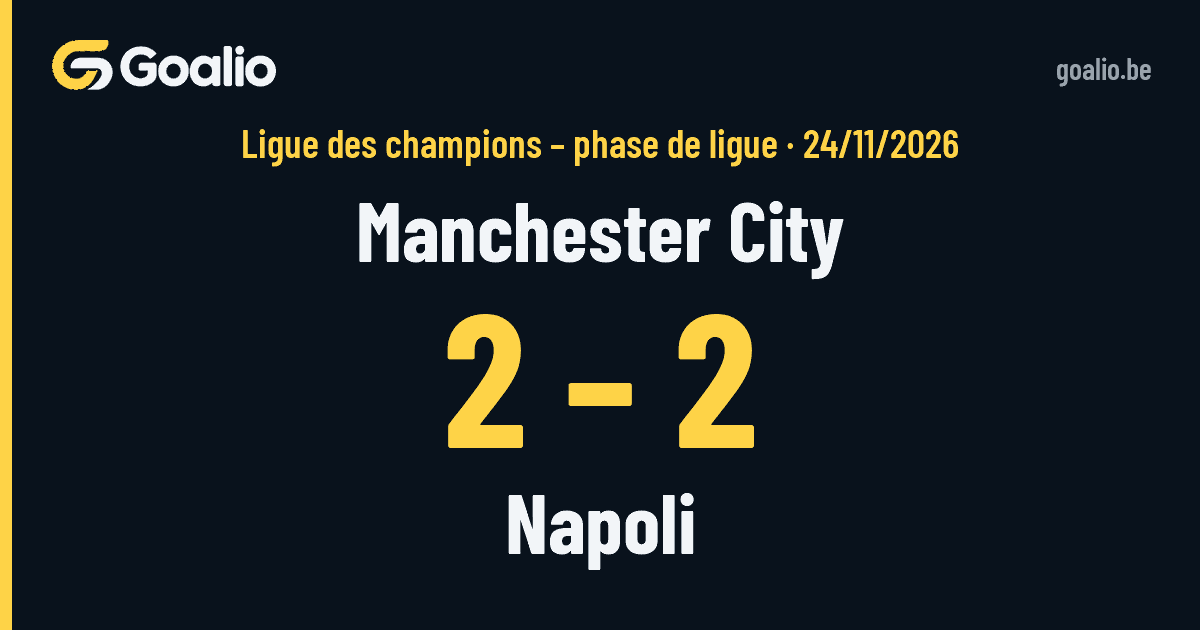 Goalio
goalio.be
Ligue des champions – phase de ligue · 24/11/2026
Manchester City
2 – 2
Napoli